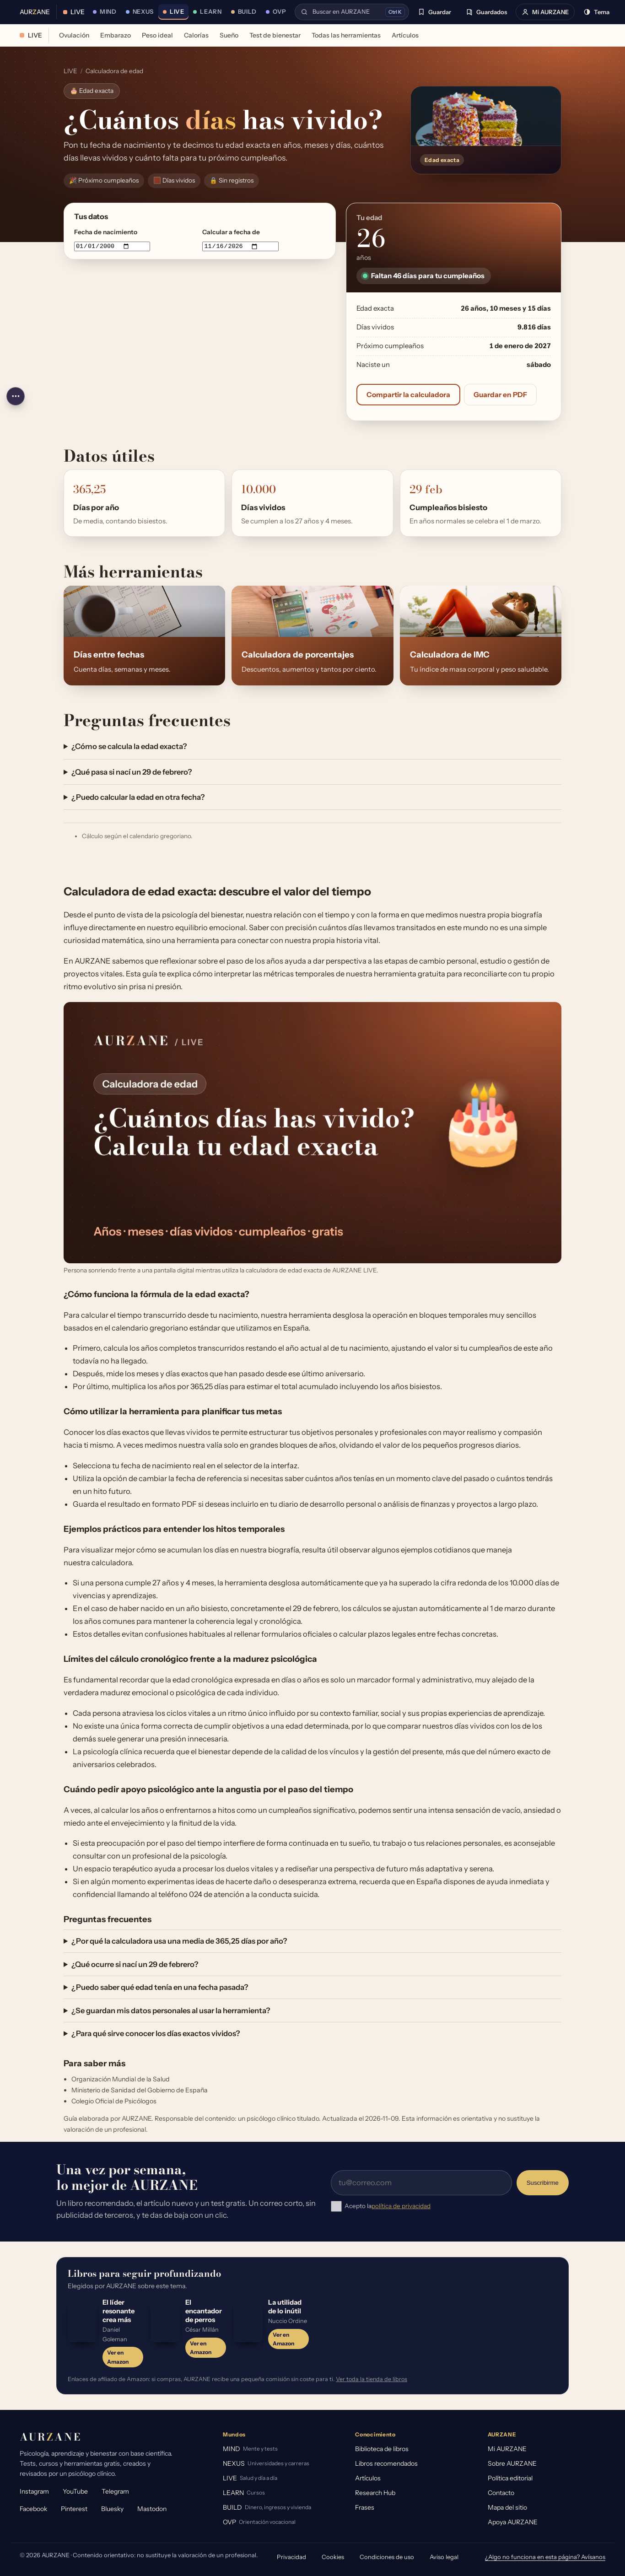 AURZANE
LIVE
MIND
NEXUS
LIVE
LEARN
BUILD
OVP
Buscar en AURZANE
Ctrl K
Guardar
Guardados
Mi AURZANE
Tema
LIVE
Ovulación
Embarazo
Peso ideal
Calorías
Sueño
Test de bienestar
Todas las herramientas
Artículos
LIVE / Calculadora de edad
🎂 Edad exacta
¿Cuántos días has vivido?
Pon tu fecha de nacimiento y te decimos tu edad exacta en años, meses y días, cuántos
días llevas vividos y cuánto falta para tu próximo cumpleaños.
🎉 Próximo cumpleaños
Días vividos
🔒 Sin registros
Edad exacta
Tus datos
Fecha de nacimiento
01/01/2000
Calcular a fecha de
11/16/2026
Tu edad
26
años
Faltan 46 días para tu cumpleaños
Edad exacta 26 años, 10 meses y 15 días
Días vividos 9.816 días
Próximo cumpleaños 1 de enero de 2027
Naciste un sábado
Compartir la calculadora
Guardar en PDF
Datos útiles
365,25
Días por año
De media, contando bisiestos.
10.000
Días vividos
Se cumplen a los 27 años y 4 meses.
29 feb
Cumpleaños bisiesto
En años normales se celebra el 1 de marzo.
Más herramientas
Días entre fechas
Cuenta días, semanas y meses.
Calculadora de porcentajes
Descuentos, aumentos y tantos por ciento.
Calculadora de IMC
Tu índice de masa corporal y peso saludable.
Preguntas frecuentes
¿Cómo se calcula la edad exacta?
¿Qué pasa si nací un 29 de febrero?
¿Puedo calcular la edad en otra fecha?
Cálculo según el calendario gregoriano.
Calculadora de edad exacta: descubre el valor del tiempo
Desde el punto de vista de la psicología del bienestar, nuestra relación con el tiempo y con la forma en que medimos nuestra propia biografía
influye directamente en nuestro equilibrio emocional. Saber con precisión cuántos días llevamos transitados en este mundo no es una simple
curiosidad matemática, sino una herramienta para conectar con nuestra propia historia vital.
En AURZANE sabemos que reflexionar sobre el paso de los años ayuda a dar perspectiva a las etapas de cambio personal, estudio o gestión de
proyectos vitales. Esta guía te explica cómo interpretar las métricas temporales de nuestra herramienta gratuita para reconciliarte con tu propio
ritmo evolutivo sin prisa ni presión.
AURZANE / LIVE
Calculadora de edad
¿Cuántos días has vivido?
Calcula tu edad exacta
Años · meses · días vividos · cumpleaños · gratis
Persona sonriendo frente a una pantalla digital mientras utiliza la calculadora de edad exacta de AURZANE LIVE.
¿Cómo funciona la fórmula de la edad exacta?
Para calcular el tiempo transcurrido desde tu nacimiento, nuestra herramienta desglosa la operación en bloques temporales muy sencillos
basados en el calendario gregoriano estándar que utilizamos en España.
Primero, calcula los años completos transcurridos restando el año actual al de tu nacimiento, ajustando el valor si tu cumpleaños de este año
todavía no ha llegado.
Después, mide los meses y días exactos que han pasado desde ese último aniversario.
Por último, multiplica los años por 365,25 días para estimar el total acumulado incluyendo los años bisiestos.
Cómo utilizar la herramienta para planificar tus metas
Conocer los días exactos que llevas vividos te permite estructurar tus objetivos personales y profesionales con mayor realismo y compasión
hacia ti mismo. A veces medimos nuestra valía solo en grandes bloques de años, olvidando el valor de los pequeños progresos diarios.
Selecciona tu fecha de nacimiento real en el selector de la interfaz.
Utiliza la opción de cambiar la fecha de referencia si necesitas saber cuántos años tenías en un momento clave del pasado o cuántos tendrás
en un hito futuro.
Guarda el resultado en formato PDF si deseas incluirlo en tu diario de desarrollo personal o análisis de finanzas y proyectos a largo plazo.
Ejemplos prácticos para entender los hitos temporales
Para visualizar mejor cómo se acumulan los días en nuestra biografía, resulta útil observar algunos ejemplos cotidianos que maneja
nuestra calculadora.
Si una persona cumple 27 años y 4 meses, la herramienta desglosa automáticamente que ya ha superado la cifra redonda de los 10.000 días de
vivencias y aprendizajes.
En el caso de haber nacido en un año bisiesto, concretamente el 29 de febrero, los cálculos se ajustan automáticamente al 1 de marzo durante
los años comunes para mantener la coherencia legal y cronológica.
Estos detalles evitan confusiones habituales al rellenar formularios oficiales o calcular plazos legales entre fechas concretas.
Límites del cálculo cronológico frente a la madurez psicológica
Es fundamental recordar que la edad cronológica expresada en días o años es solo un marcador formal y administrativo, muy alejado de la
verdadera madurez emocional o psicológica de cada individuo.
Cada persona atraviesa los ciclos vitales a un ritmo único influido por su contexto familiar, social y sus propias experiencias de aprendizaje.
No existe una única forma correcta de cumplir objetivos a una edad determinada, por lo que comparar nuestros días vividos con los de los
demás suele generar una presión innecesaria.
La psicología clínica recuerda que el bienestar depende de la calidad de los vínculos y la gestión del presente, más que del número exacto de
aniversarios celebrados.
Cuándo pedir apoyo psicológico ante la angustia por el paso del tiempo
A veces, al calcular los años o enfrentarnos a hitos como un cumpleaños significativo, podemos sentir una intensa sensación de vacío, ansiedad o
miedo ante el envejecimiento y la finitud de la vida.
Si esta preocupación por el paso del tiempo interfiere de forma continuada en tu sueño, tu trabajo o tus relaciones personales, es aconsejable
consultar con un profesional de la psicología.
Un espacio terapéutico ayuda a procesar los duelos vitales y a rediseñar una perspectiva de futuro más adaptativa y serena.
Si en algún momento experimentas ideas de hacerte daño o desesperanza extrema, recuerda que en España dispones de ayuda inmediata y
confidencial llamando al teléfono 024 de atención a la conducta suicida.
Preguntas frecuentes
¿Por qué la calculadora usa una media de 365,25 días por año?
¿Qué ocurre si nací un 29 de febrero?
¿Puedo saber qué edad tenía en una fecha pasada?
¿Se guardan mis datos personales al usar la herramienta?
¿Para qué sirve conocer los días exactos vividos?
Para saber más
Organización Mundial de la Salud
Ministerio de Sanidad del Gobierno de España
Colegio Oficial de Psicólogos
Guía elaborada por AURZANE. Responsable del contenido: un psicólogo clínico titulado. Actualizada el 2026-11-09. Esta información es orientativa y no sustituye la
valoración de un profesional.
Una vez por semana,
lo mejor de AURZANE
Un libro recomendado, el artículo nuevo y un test gratis. Un correo corto, sin
publicidad de terceros, y te das de baja con un clic.
tu@correo.com
Suscribirme
Acepto la política de privacidad
Libros para seguir profundizando
Elegidos por AURZANE sobre este tema.
El líder
resonante
crea más
Daniel
Goleman
Ver en
Amazon
El
encantador
de perros
César Millán
Ver en
Amazon
La utilidad
de lo inútil
Nuccio Ordine
Ver en
Amazon
Enlaces de afiliado de Amazon: si compras, AURZANE recibe una pequeña comisión sin coste para ti. Ver toda la tienda de libros
AURZANE
Psicología, aprendizaje y bienestar con base científica.
Tests, cursos y herramientas gratis, creados y
revisados por un psicólogo clínico.
Instagram
YouTube
Telegram
Facebook
Pinterest
Bluesky
Mastodon
Mundos
MIND Mente y tests
NEXUS Universidades y carreras
LIVE Salud y día a día
LEARN Cursos
BUILD Dinero, ingresos y vivienda
OVP Orientación vocacional
Conocimiento
Biblioteca de libros
Libros recomendados
Artículos
Research Hub
Frases
AURZANE
Mi AURZANE
Sobre AURZANE
Política editorial
Contacto
Mapa del sitio
Apoya AURZANE
© 2026 AURZANE · Contenido orientativo: no sustituye la valoración de un profesional.
Privacidad
Cookies
Condiciones de uso
Aviso legal
¿Algo no funciona en esta página? Avísanos